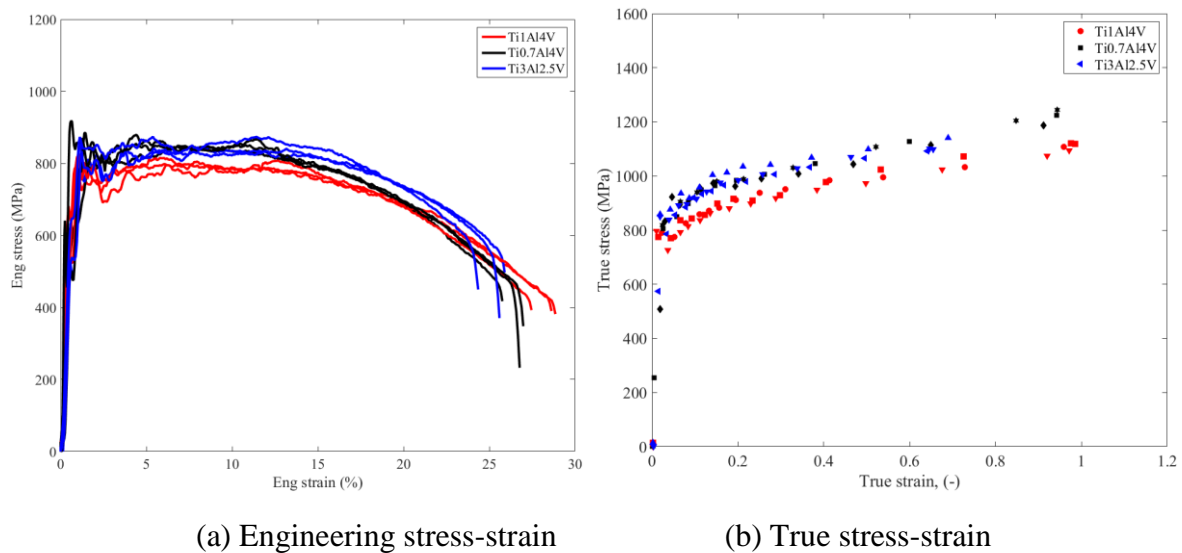 1200
1000
800
600
400
200
0
0 5 10 15 20 25 30
Eng stress (MPa)
Eng strain (%)
Ti1Al4V
Ti0.7Al4V
Ti3Al2.5V
(a) Engineering stress-strain
1600
1400
1200
1000
800
600
400
200
0
0 0.2 0.4 0.6 0.8 1 1.2
True stress (MPa)
True strain, (-)
Ti1Al4V
Ti0.7Al4V
Ti3Al2.5V
(b) True stress-strain